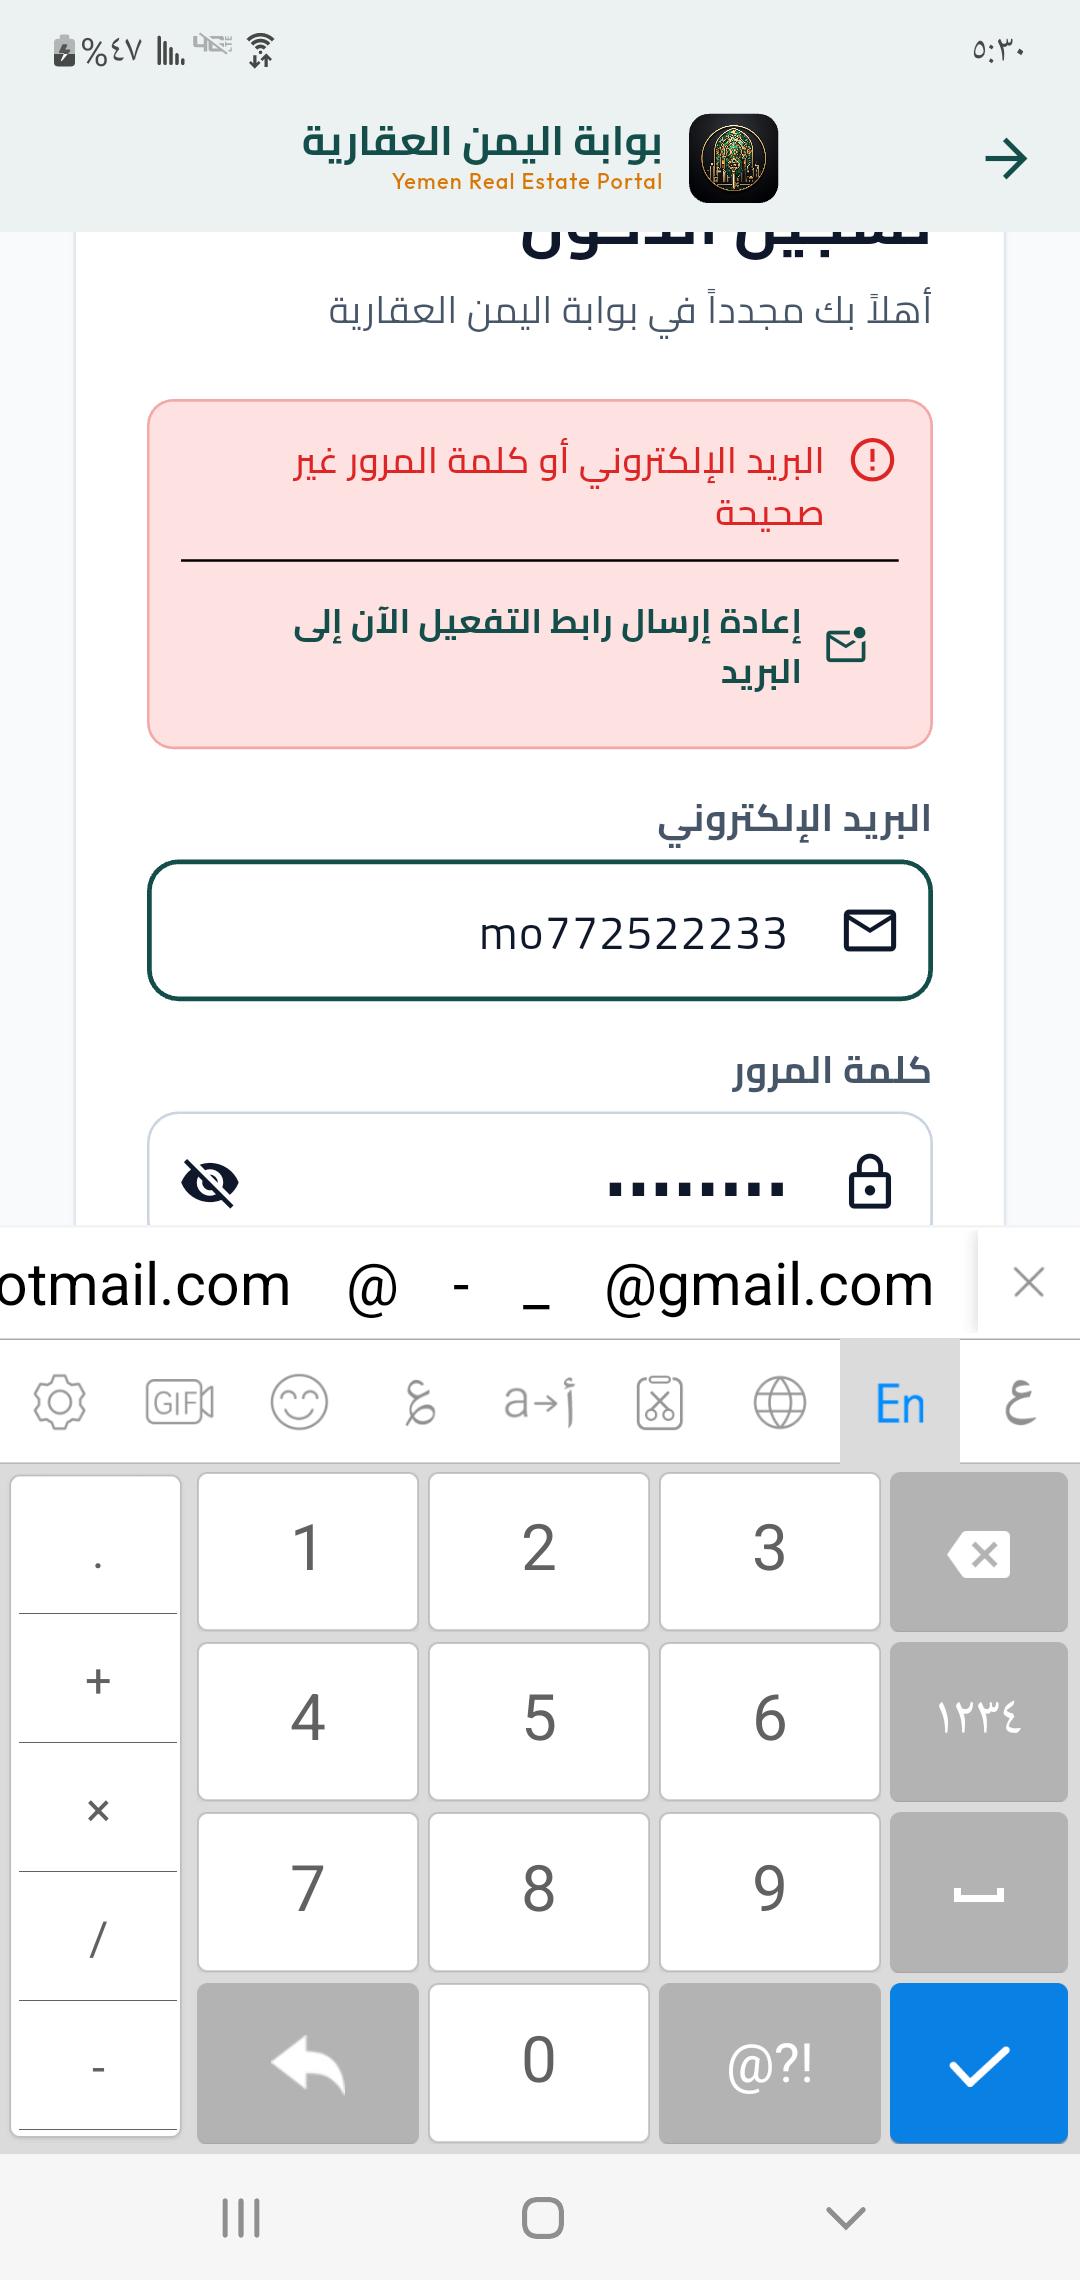 %٤٧
٥:٣٠
بوابة اليمن العقارية
Yemen Real Estate Portal
تسجيل الدخول
أهلاً بك مجدداً في بوابة اليمن العقارية
البريد الإلكتروني أو كلمة المرور غير
صحيحة
إعادة إرسال رابط التفعيل الآن إلى
البريد
البريد الإلكتروني
mo772522233
كلمة المرور
otmail.com @ - _ @gmail.com
GIF a→أ En ع
. 1 2 3
+ 4 5 6 ١٢٣٤
× 7 8 9
/
- 0 @?!